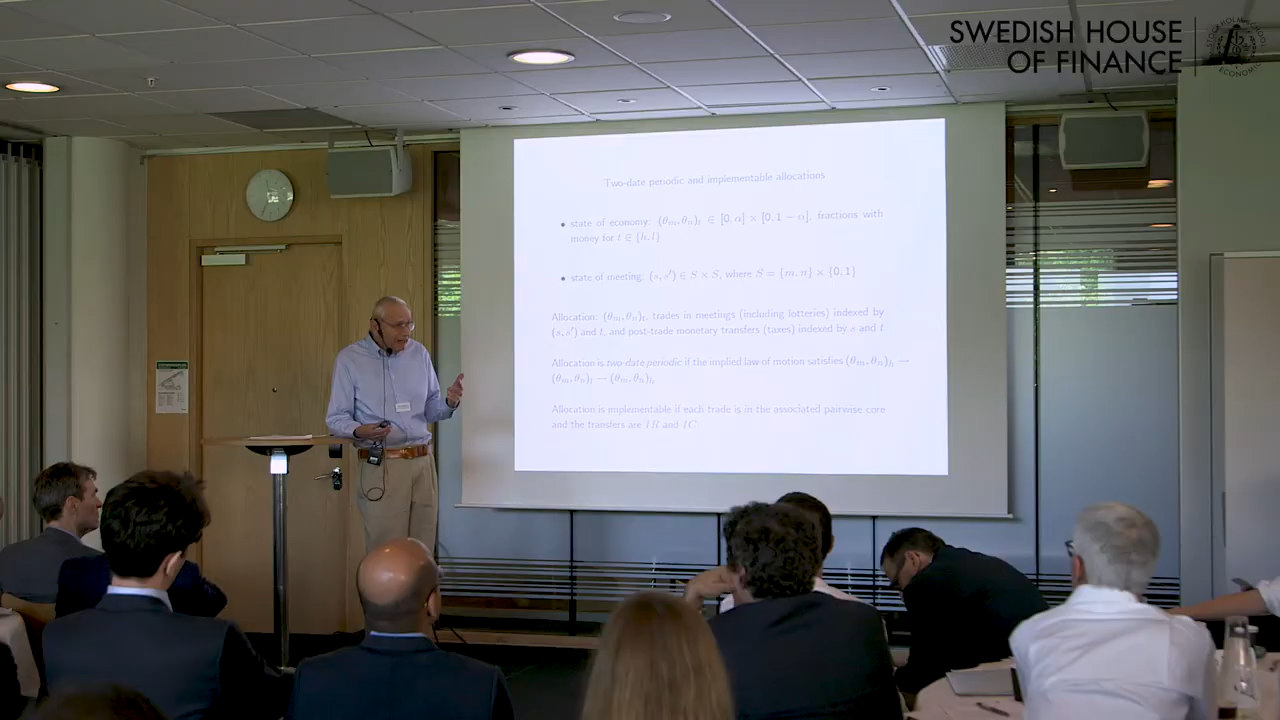 SWEDISH HOUSE
OF FINANCE
Two-date periodic and implementable allocations
• state of economy: (θₘ, θₙ)ₜ ∈ [0, α] × [0, 1 − α], fractions with
money for t ∈ {h, l}
• state of meeting: (s, s′) ∈ S × S, where S = {m, n} × {0, 1}
Allocation: (θₘ, θₙ)ₜ, trades in meetings (including lotteries) indexed by
(s, s′) and t, and post-trade monetary transfers (taxes) indexed by s and t
Allocation is two-date periodic if the implied law of motion satisfies (θₘ, θₙ)ₕ →
(θₘ, θₙ)ₗ → (θₘ, θₙ)ₕ
Allocation is implementable if each trade is in the associated pairwise core
and the transfers are IR and IC